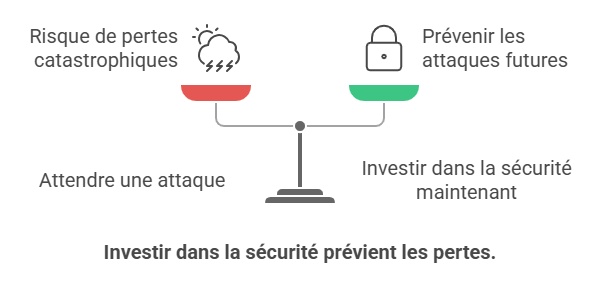 Risque de pertes
catastrophiques
Prévenir les
attaques futures
Attendre une attaque
Investir dans la sécurité
maintenant
Investir dans la sécurité prévient les pertes.